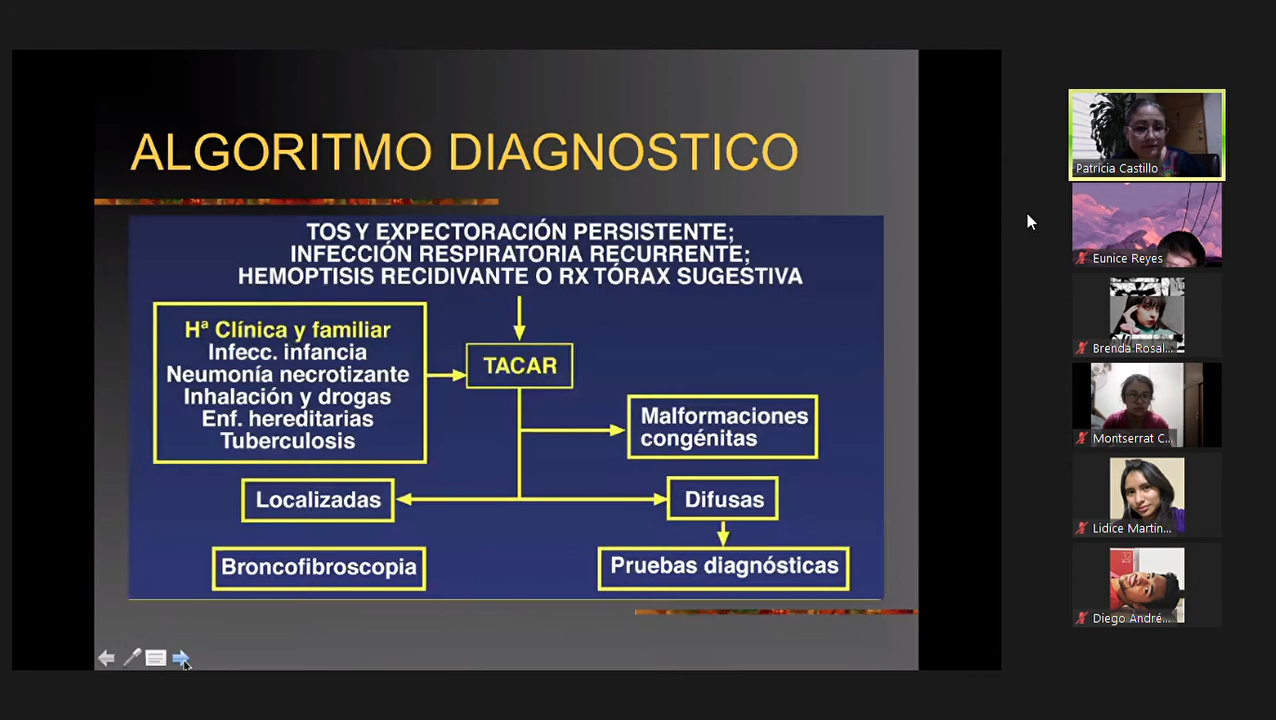 ALGORITMO DIAGNOSTICO
TOS Y EXPECTORACIÓN PERSISTENTE;
INFECCIÓN RESPIRATORIA RECURRENTE;
HEMOPTISIS RECIDIVANTE O RX TÓRAX SUGESTIVA
Hª Clínica y familiar
Infecc. infancia
Neumonía necrotizante
Inhalación y drogas
Enf. hereditarias
Tuberculosis
TACAR
Malformaciones
congénitas
Localizadas
Difusas
Broncofibroscopia
Pruebas diagnósticas
Patricia Castillo
Eunice Reyes
Brenda Rosal...
Montserrat C...
Lidice Martin...
Diego André...